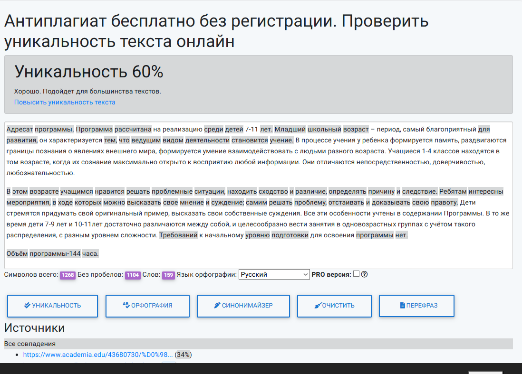 Антиплагиат бесплатно без регистрации. Проверить
уникальность текста онлайн
Уникальность 60%
Хорошо. Подойдет для большинства текстов.
Повысить уникальность текста
Адресат программы. Программа рассчитана на реализацию среди детей 7-11 лет. Младший школьный возраст – период, самый благоприятный для
развития, он характеризуется тем, что ведущим видом деятельности становится учение. В процессе учения у ребенка формируется память, раздвигаются
границы познания о явлениях внешнего мира, формируется умение взаимодействовать с людьми разного возраста. Учащиеся 1-4 классов находятся в
том возрасте, когда их сознание максимально открыто к восприятию любой информации. Они отличаются непосредственностью, доверчивостью,
любознательностью.
В этом возрасте учащимся нравится решать проблемные ситуации, находить сходство и различие, определять причину и следствие. Ребятам интересны
мероприятия, в ходе которых можно высказать свое мнение и суждение; самим решать проблему, отстаивать и доказывать свою правоту. Дети
стремятся придумать свой оригинальный пример, высказать свои собственные суждения. Все эти особенности учтены в содержании Программы. В то же
время дети 7-9 лет и 10-11лет достаточно различаются между собой, и целесообразно вести занятия в одновозрастных группах с учётом такого
распределения, с разным уровнем сложности. Требований к начальному уровню подготовки для освоения программы нет.
Объём программы-144 часа.
Символов всего: 1268 Без пробелов: 1104 Слов: 159 Язык орфографии: Русский PRO версия:
УНИКАЛЬНОСТЬ ОРФОГРАФИЯ СИНОНИМАЙЗЕР ОЧИСТИТЬ ПЕРЕФРАЗ
Источники
Все совпадения
https://www.academia.edu/43680730/%D0%98... (34%)